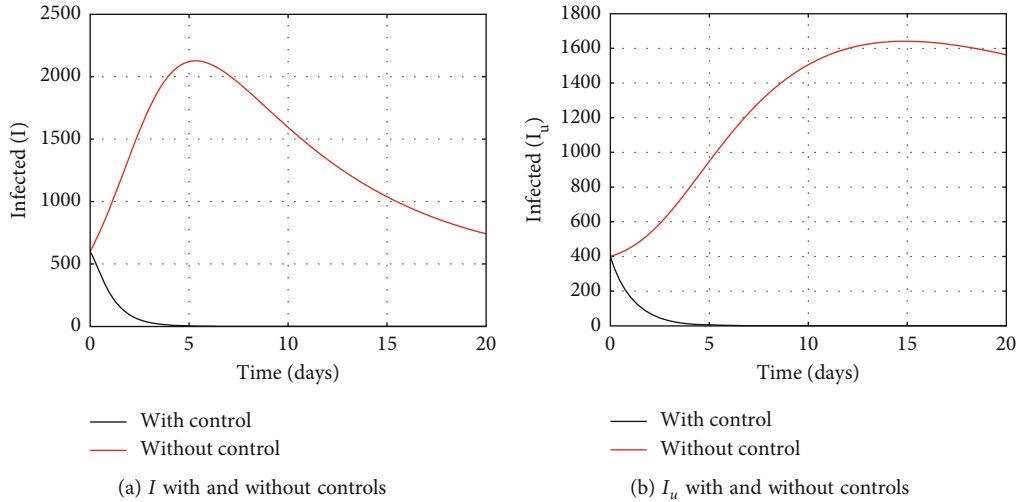 2500
2000
1500
1000
500
0
Infected (I)
0 5 10 15 20
Time (days)
With control
Without control
(a) I with and without controls
1800
1600
1400
1200
1000
800
600
400
200
0
Infected (I_u)
0 5 10 15 20
Time (days)
With control
Without control
(b) I_u with and without controls